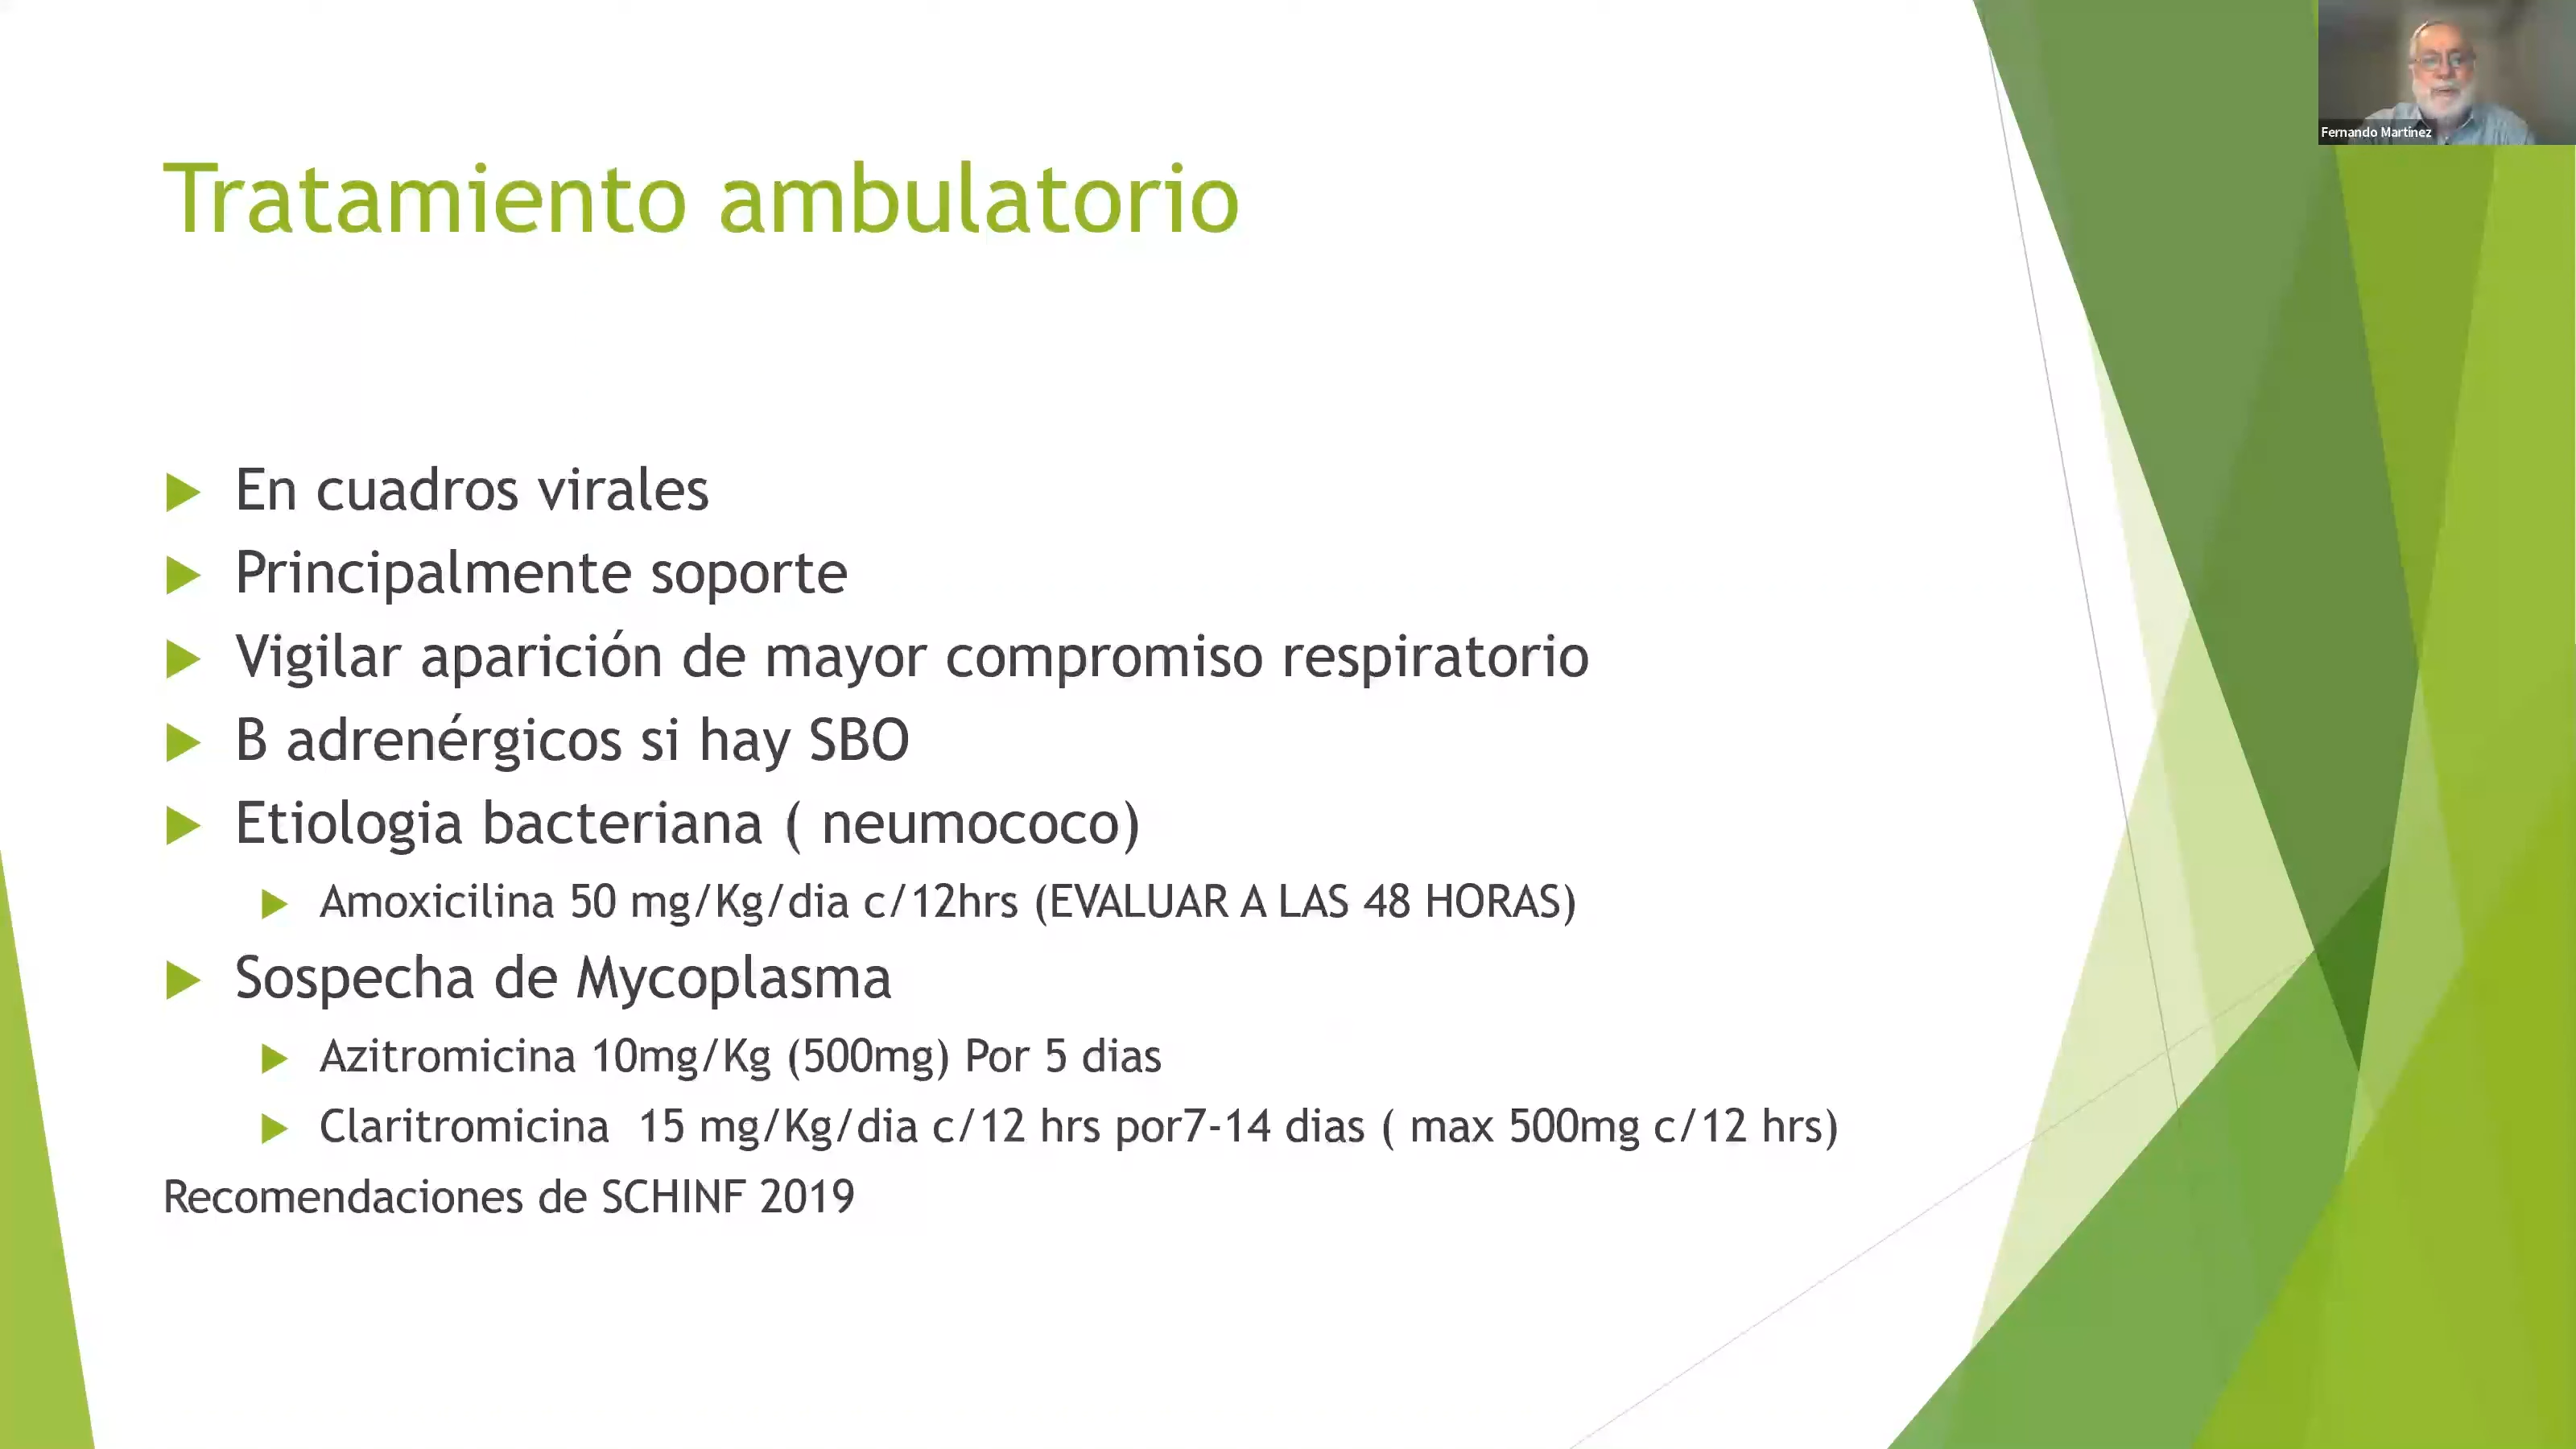 Fernando Martinez
Tratamiento ambulatorio
En cuadros virales
Principalmente soporte
Vigilar aparición de mayor compromiso respiratorio
B adrenérgicos si hay SBO
Etiologia bacteriana ( neumococo)
Amoxicilina 50 mg/Kg/dia c/12hrs (EVALUAR A LAS 48 HORAS)
Sospecha de Mycoplasma
Azitromicina 10mg/Kg (500mg) Por 5 dias
Claritromicina  15 mg/Kg/dia c/12 hrs por7-14 dias ( max 500mg c/12 hrs)
Recomendaciones de SCHINF 2019